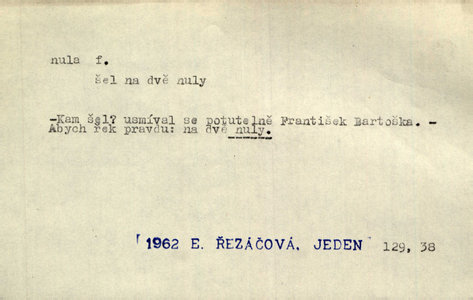 nula f.
šel na dvě nuly
-Kam šel? usmíval se potutelně František Bartoška. -
Abych řek pravdu: na dvě nuly.
1962 E. ŘEZÁČOVÁ, JEDEN 129, 38